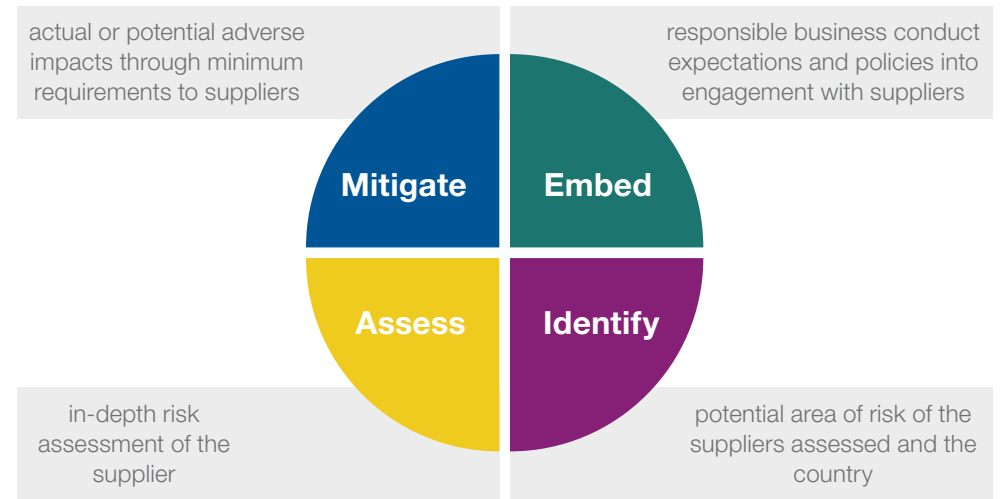 actual or potential adverse
impacts through minimum
requirements to suppliers
responsible business conduct
expectations and policies into
engagement with suppliers
Mitigate
Embed
Assess
Identify
in-depth risk
assessment of the
supplier
potential area of risk of the
suppliers assessed and the
country